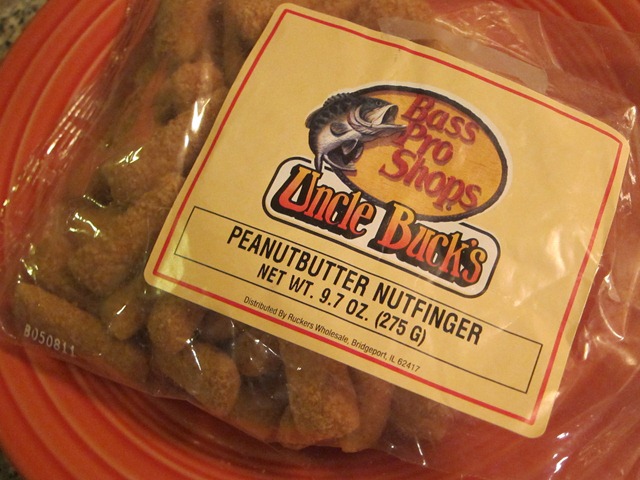 Bass
Pro
Shops
Uncle Buck's
PEANUTBUTTER NUTFINGER
NET WT. 9.7 OZ. (275 G)
Distributed By Ruckers Wholesale, Bridgeport, IL 62417
B050811